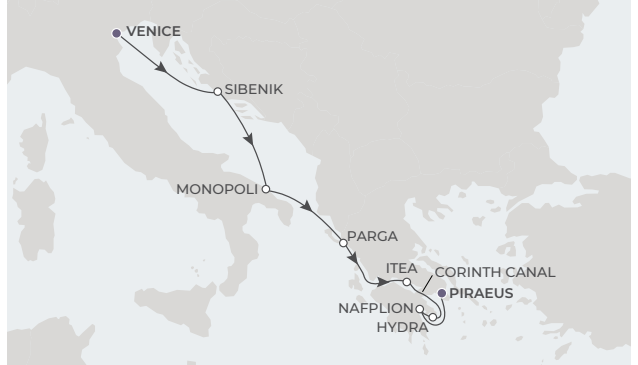 VENICE
SIBENIK
MONOPOLI
PARGA
ITEA
CORINTH CANAL
PIRAEUS
NAFPLION
HYDRA